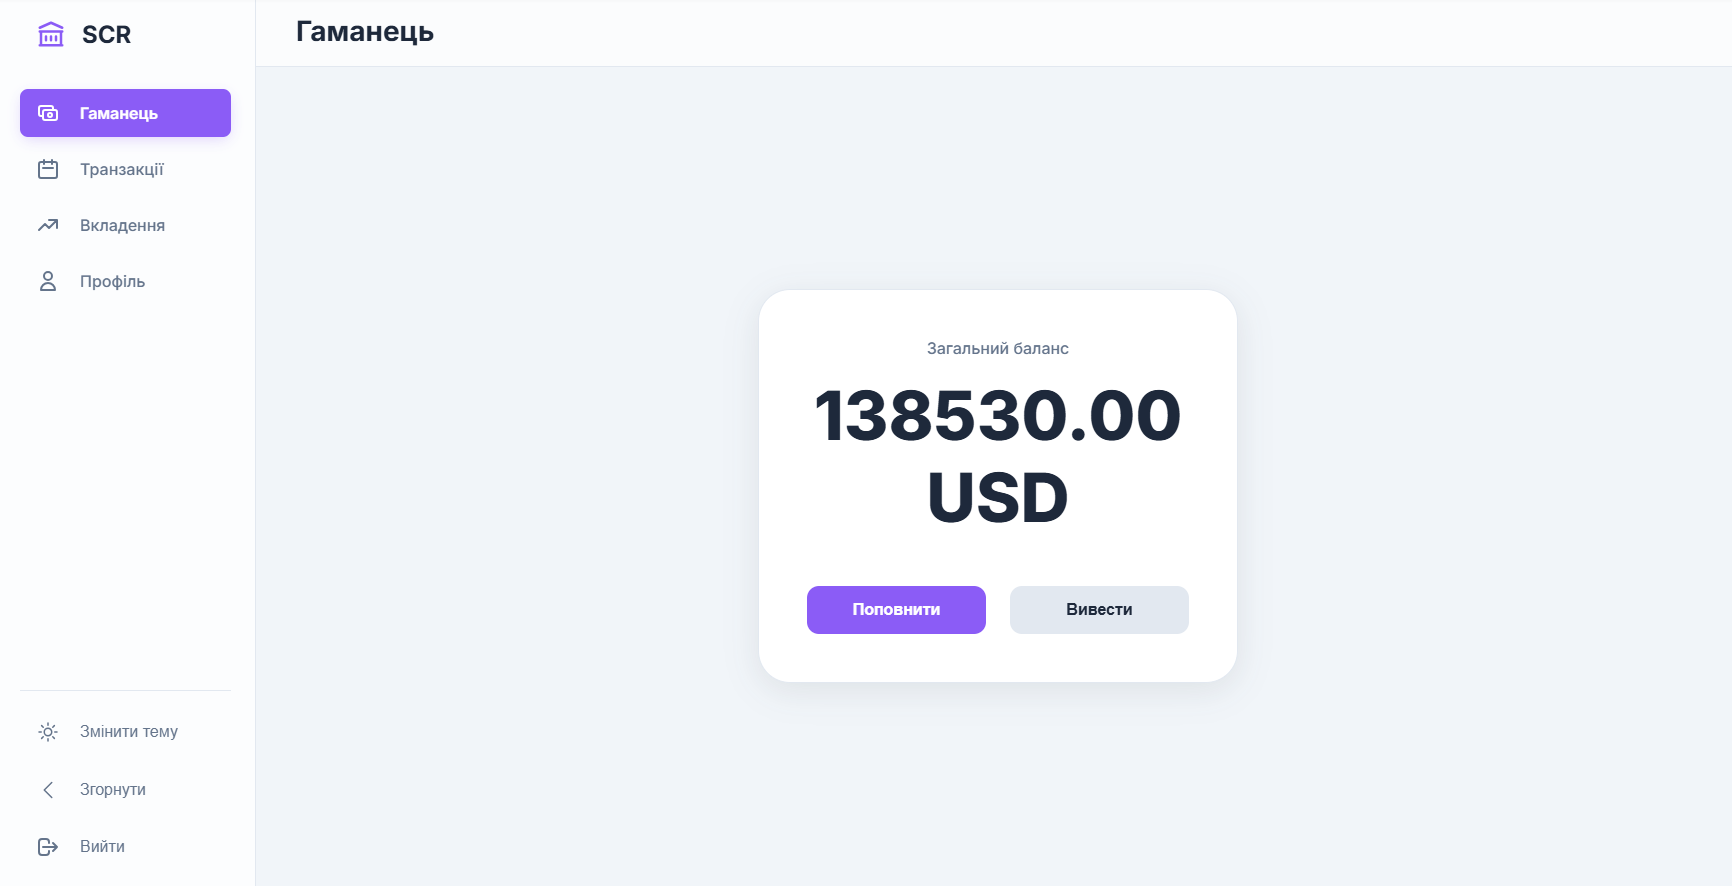 SCR
Гаманець
Гаманець
Транзакції
Вкладення
Профіль
Загальний баланс
138530.00
USD
Поповнити
Вивести
Змінити тему
Згорнути
Вийти